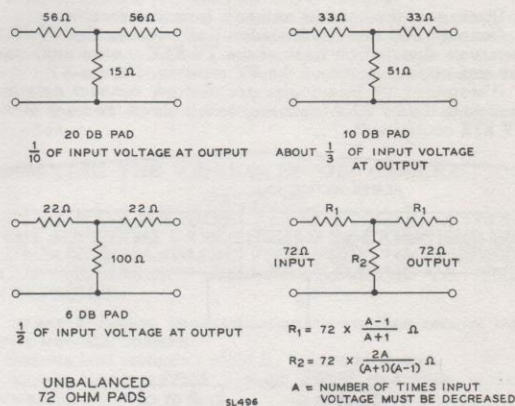 56Ω 56Ω
15Ω
20 DB PAD
1/10 OF INPUT VOLTAGE AT OUTPUT
33Ω 33Ω
51Ω
10 DB PAD
ABOUT 1/3 OF INPUT VOLTAGE
AT OUTPUT
22Ω 22Ω
100Ω
6 DB PAD
1/2 OF INPUT VOLTAGE AT OUTPUT
R₁ R₁
72Ω
INPUT
R₂
72Ω
OUTPUT
R₁ = 72 X (A-1)/(A+1) Ω
R₂ = 72 X 2A/((A+1)(A-1)) Ω
A = NUMBER OF TIMES INPUT
VOLTAGE MUST BE DECREASED
UNBALANCED
72 OHM PADS
SL496